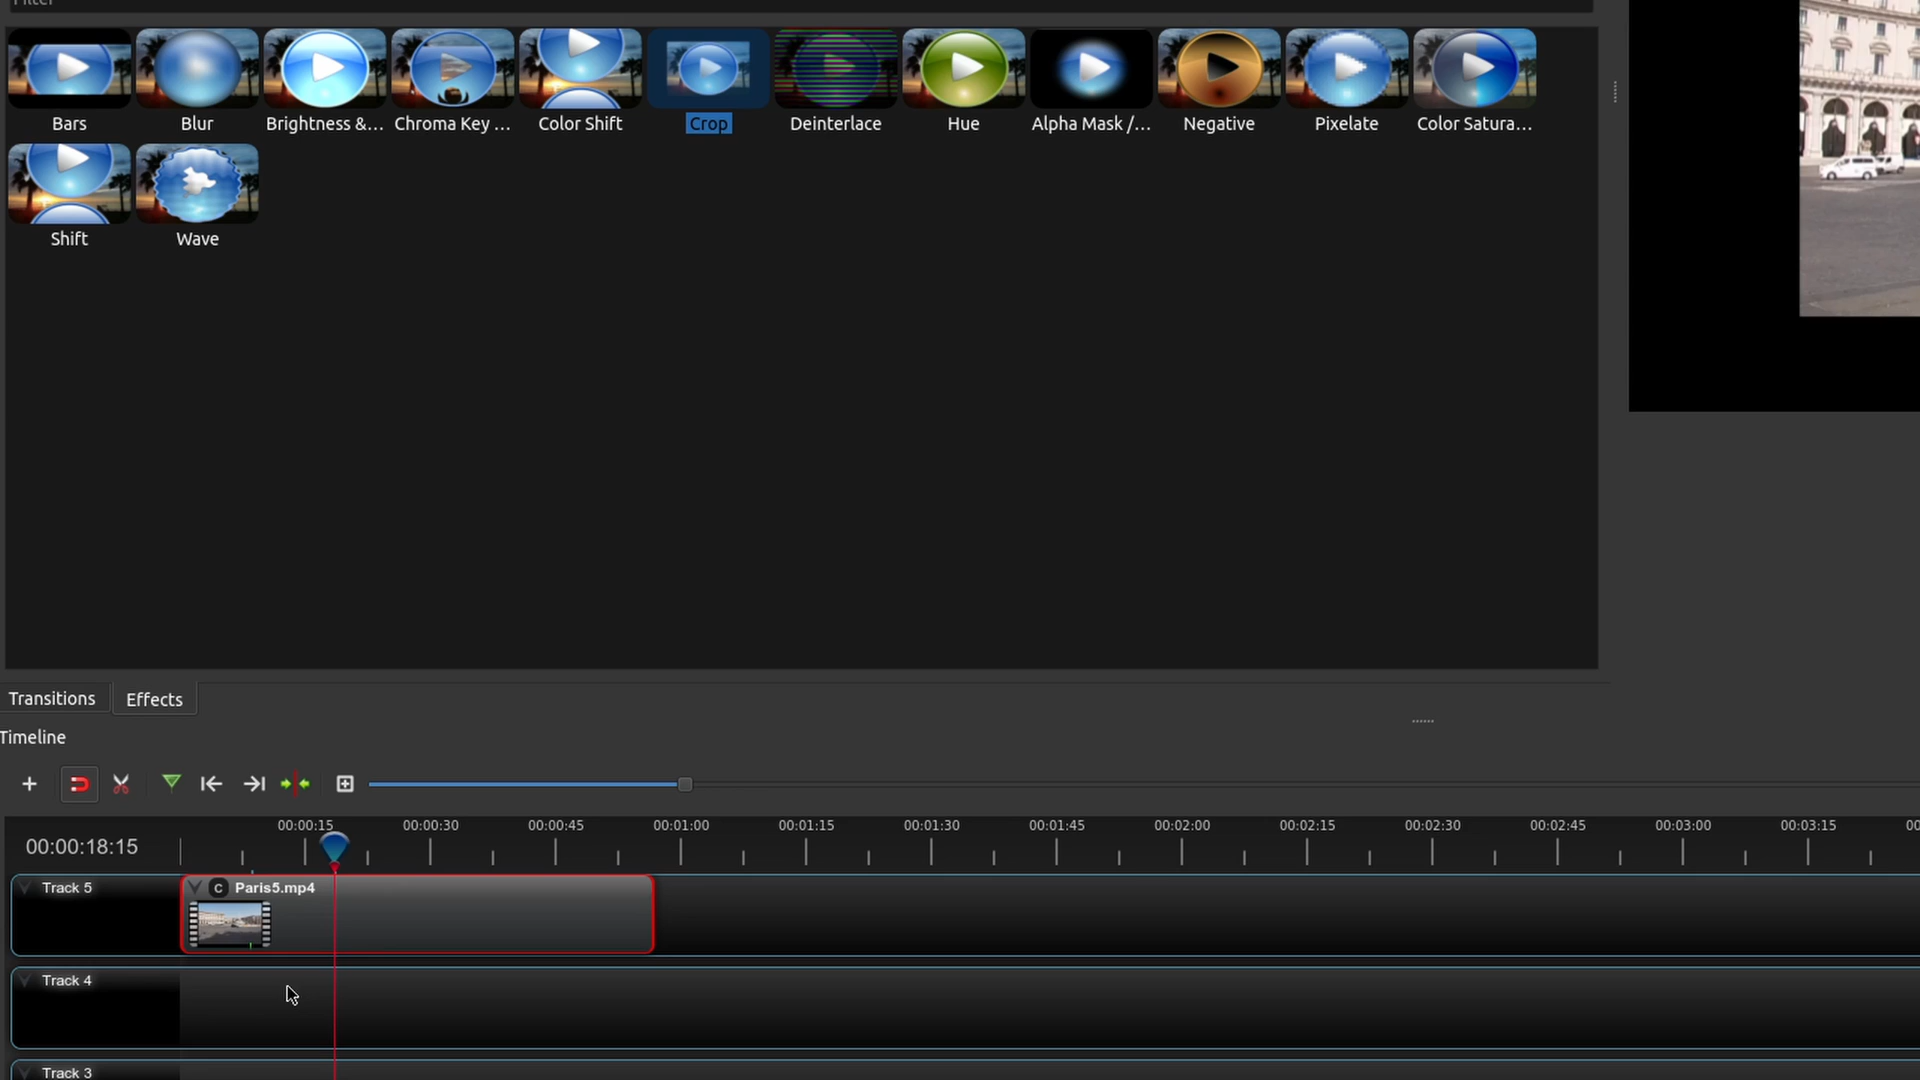 Filter
Bars
Blur
Brightness &...
Chroma Key ...
Color Shift
Crop
Deinterlace
Hue
Alpha Mask /...
Negative
Pixelate
Color Satura...
Shift
Wave
Transitions
Effects
Timeline
00:00:15
00:00:30
00:00:45
00:01:00
00:01:15
00:01:30
00:01:45
00:02:00
00:02:15
00:02:30
00:02:45
00:03:00
00:03:15
00:00:18:15
Track 5
C Paris5.mp4
Track 4
Track 3